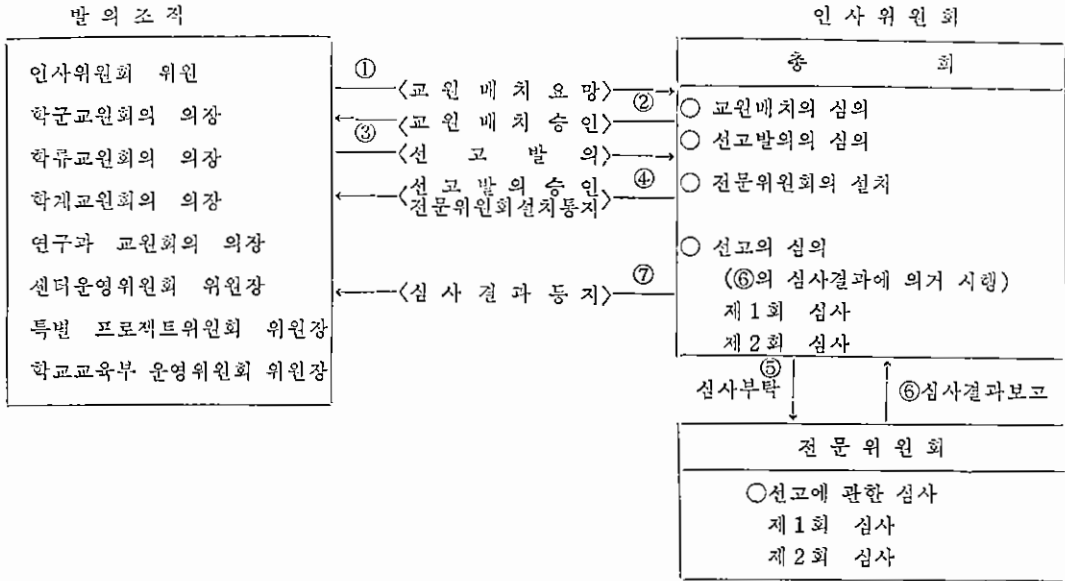 발의조직
인사위원회 위원
학군교원회의 의장
학류교원회의 의장
학계교원회의 의장
연구과 교원회의 의장
센터운영위원회 위원장
특별 프로젝트위원회 위원장
학교교육부 운영위원회 위원장
①
〈교원배치요망〉
②
〈교원배치승인〉
③
〈선고발의〉
선고발의승인 ④
전문위원회설치통지
⑦
〈심사결과통지〉
인사위원회
총회
○ 교원배치의 심의
○ 선고발의의 심의
○ 전문위원회의 설치
○ 선고의 심의
(⑥의 심사결과에 의거 시행)
제1회 심사
제2회 심사
⑤
심사부탁
⑥심사결과보고
전문위원회
○선고에 관한 심사
제1회 심사
제2회 심사